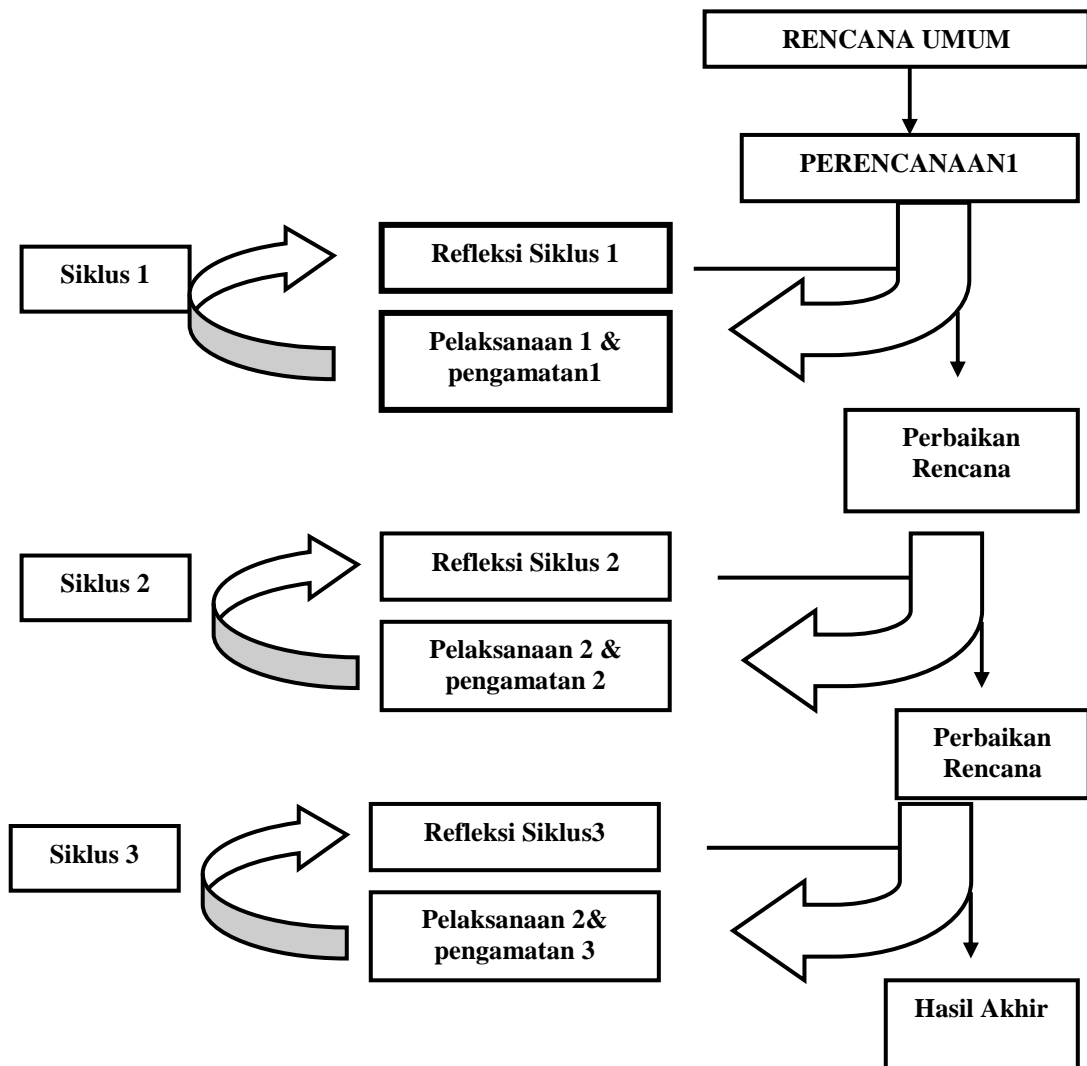 RENCANA UMUM
PERENCANAAN1
Siklus 1
Refleksi Siklus 1
Pelaksanaan 1 &
pengamatan1
Perbaikan
Rencana
Siklus 2
Refleksi Siklus 2
Pelaksanaan 2 &
pengamatan 2
Perbaikan
Rencana
Siklus 3
Refleksi Siklus3
Pelaksanaan 2&
pengamatan 3
Hasil Akhir